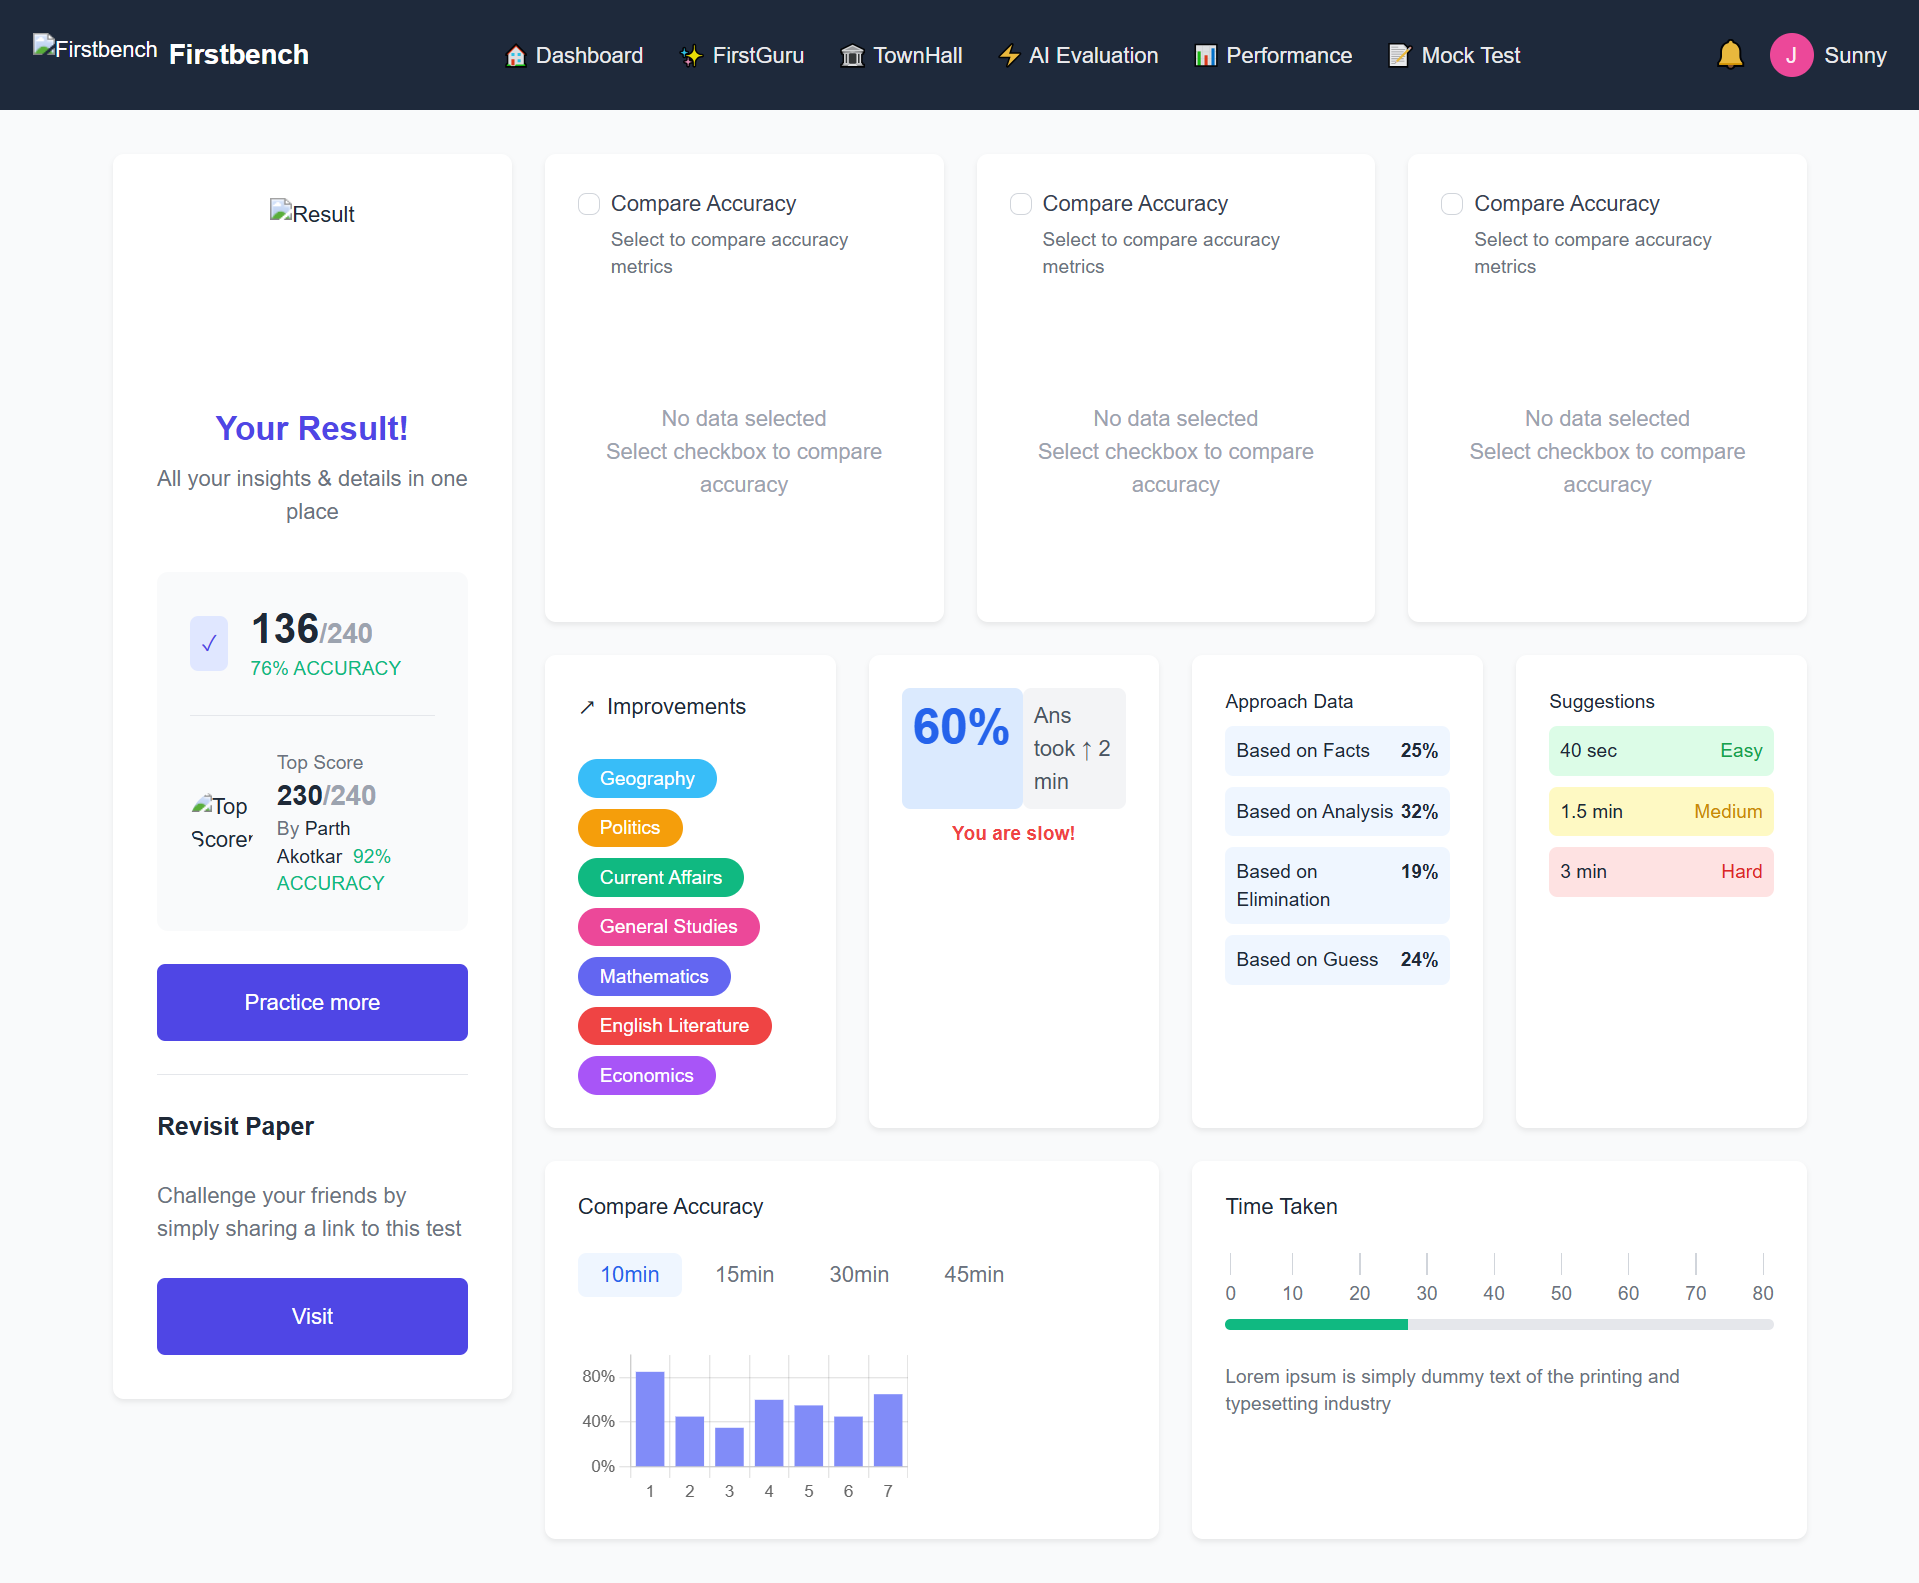 Firstbench Firstbench 🏠 Dashboard ✨ FirstGuru 🏛️ TownHall ⚡ AI Evaluation 📊 Performance 📝 Mock Test 🔔 J Sunny
Result
Your Result!
All your insights & details in one
place
✓ 136/240
76% ACCURACY
Top Score
230/240
Top
Scorer
By Parth
Akotkar 92%
ACCURACY
Practice more
Revisit Paper
Challenge your friends by
simply sharing a link to this test
Visit
Compare Accuracy
Select to compare accuracy
metrics
No data selected
Select checkbox to compare
accuracy
Compare Accuracy
Select to compare accuracy
metrics
No data selected
Select checkbox to compare
accuracy
Compare Accuracy
Select to compare accuracy
metrics
No data selected
Select checkbox to compare
accuracy
↗ Improvements
Geography
Politics
Current Affairs
General Studies
Mathematics
English Literature
Economics
60%
Ans
took ↑ 2
min
You are slow!
Approach Data
Based on Facts 25%
Based on Analysis 32%
Based on 19%
Elimination
Based on Guess 24%
Suggestions
40 sec Easy
1.5 min Medium
3 min Hard
Compare Accuracy
10min 15min 30min 45min
80%
40%
0%
1 2 3 4 5 6 7
Time Taken
0 10 20 30 40 50 60 70 80
Lorem ipsum is simply dummy text of the printing and
typesetting industry